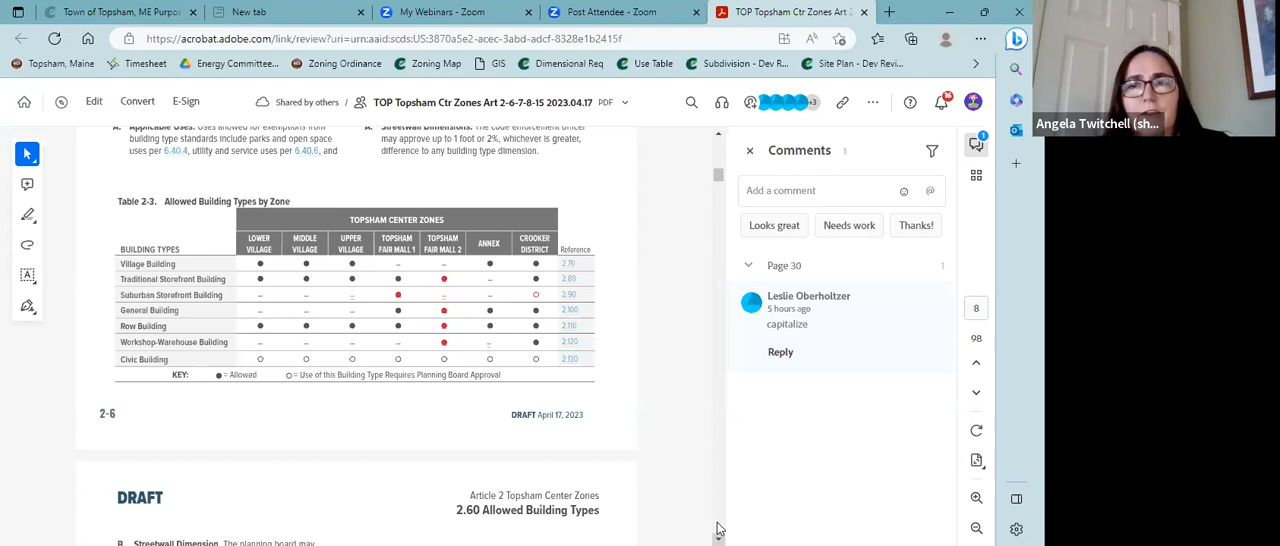 Town of Topsham, ME Purpo
New tab
My Webinars - Zoom
Post Attendee - Zoom
TOP Topsham Ctr Zones Art 2-
https://acrobat.adobe.com/link/review?uri=urn:aaid:scds:US:3870a5e2-acec-3abd-adcf-8328e1b2415f
Topsham, Maine
Timesheet
Energy Committee...
Zoning Ordinance
Zoning Map
GIS
Dimensional Req
Use Table
Subdivision - Dev R...
Site Plan - Dev Revi...
Edit
Convert
E-Sign
Shared by others /
TOP Topsham Ctr Zones Art 2-6-7-8-15 2023.04.17
PDF
+3
16
A. Applicable Uses. Uses allowed for exemptions from
building type standards include parks and open space
uses per 6.40.4, utility and service uses per 6.40.6, and
Streetwall Dimensions. The code enforcement officer
may approve up to 1 foot or 2%, whichever is greater,
difference to any building type dimension.
Table 2-3. Allowed Building Types by Zone
TOPSHAM CENTER ZONES
BUILDING TYPES
LOWER VILLAGE
MIDDLE VILLAGE
UPPER VILLAGE
TOPSHAM FAIR MALL 1
TOPSHAM FAIR MALL 2
ANNEX
CROOKER DISTRICT
Reference
Village Building ● ● ● – – ● ● 2.70
Traditional Storefront Building ● ● ● ● ● – ● 2.80
Suburban Storefront Building – – – ● – – ○ 2.90
General Building – – – ● ● ● ● 2.100
Row Building ● ● ● ● ● ● ● 2.110
Workshop-Warehouse Building – – – – ● – ● 2.120
Civic Building ○ ○ ○ ○ ○ ○ ○ 2.130
KEY: ● = Allowed ○ = Use of this Building Type Requires Planning Board Approval
2-6
DRAFT April 17, 2023
DRAFT
Article 2 Topsham Center Zones
2.60 Allowed Building Types
B. Streetwall Dimension. The planning board may
Comments 1
Add a comment
Looks great
Needs work
Thanks!
Page 30
1
Leslie Oberholtzer
5 hours ago
capitalize
Reply
1
8
98
Angela Twitchell (sh...